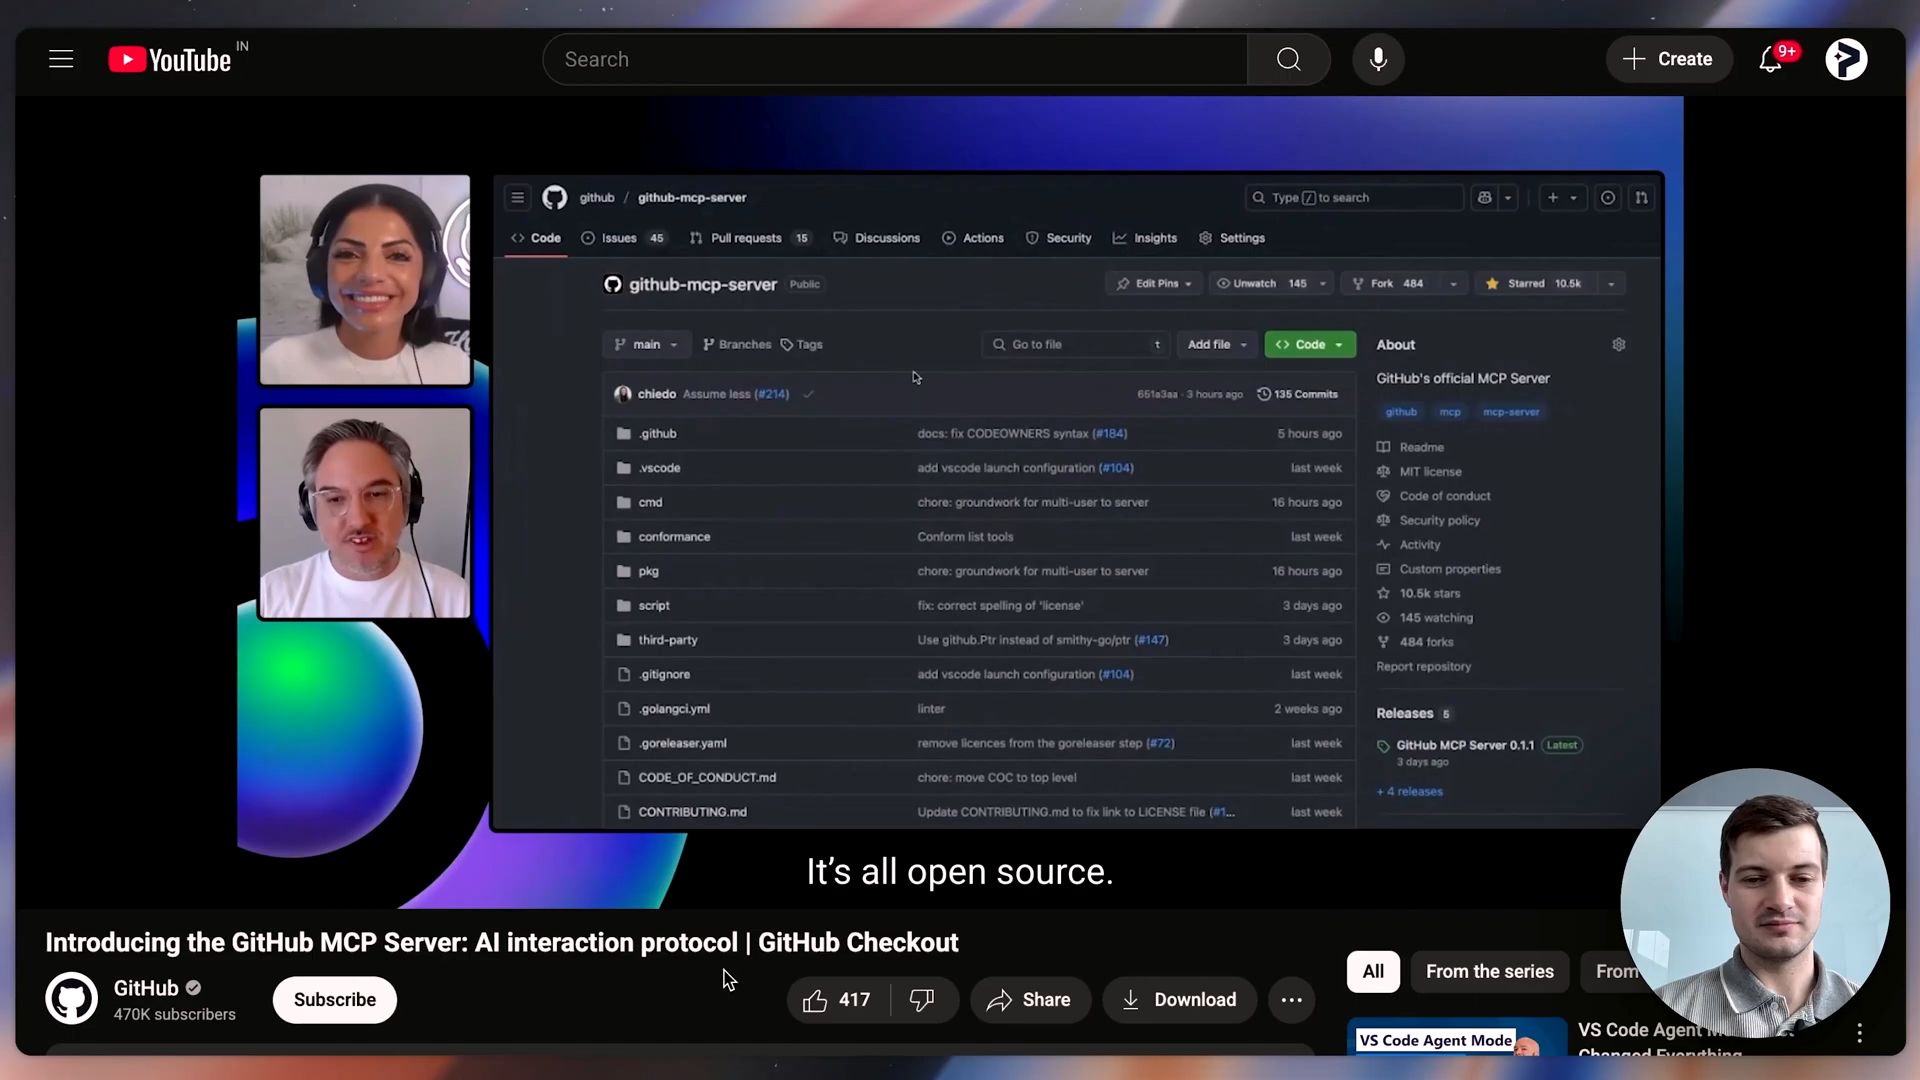 YouTube IN
Search
Create
9+
github / github-mcp-server
Type / to search
Code
Issues 45
Pull requests 15
Discussions
Actions
Security
Insights
Settings
github-mcp-server Public
Edit Pins
Unwatch 145
Fork 484
Starred 10.5k
main
Branches
Tags
Go to file t
Add file
Code
chiedo Assume less (#214) 651a3aa · 3 hours ago 135 Commits
.github docs: fix CODEOWNERS syntax (#184) 5 hours ago
.vscode add vscode launch configuration (#104) last week
cmd chore: groundwork for multi-user to server 16 hours ago
conformance Conform list tools last week
pkg chore: groundwork for multi-user to server 16 hours ago
script fix: correct spelling of 'license' 3 days ago
third-party Use github.Ptr instead of smithy-go/ptr (#147) 3 days ago
.gitignore add vscode launch configuration (#104) last week
.golangci.yml linter 2 weeks ago
.goreleaser.yaml remove licences from the goreleaser step (#72) last week
CODE_OF_CONDUCT.md chore: move COC to top level last week
CONTRIBUTING.md Update CONTRIBUTING.md to fix link to LICENSE file (#1... last week
About
GitHub's official MCP Server
github mcp mcp-server
Readme
MIT license
Code of conduct
Security policy
Activity
Custom properties
10.5k stars
145 watching
484 forks
Report repository
Releases 5
GitHub MCP Server 0.1.1 Latest
3 days ago
+ 4 releases
It's all open source.
Introducing the GitHub MCP Server: AI interaction protocol | GitHub Checkout
GitHub
470K subscribers
Subscribe
417
Share
Download
All
From the series
From
VS Code Agent Mode
VS Code Agent
Changed Everything